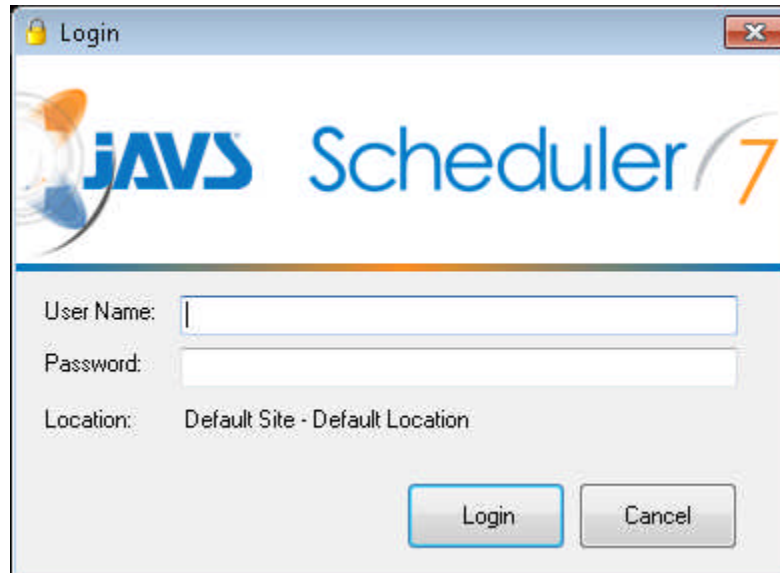 Login
JAVS Scheduler 7
User Name:
Password:
Location: Default Site - Default Location
Login Cancel